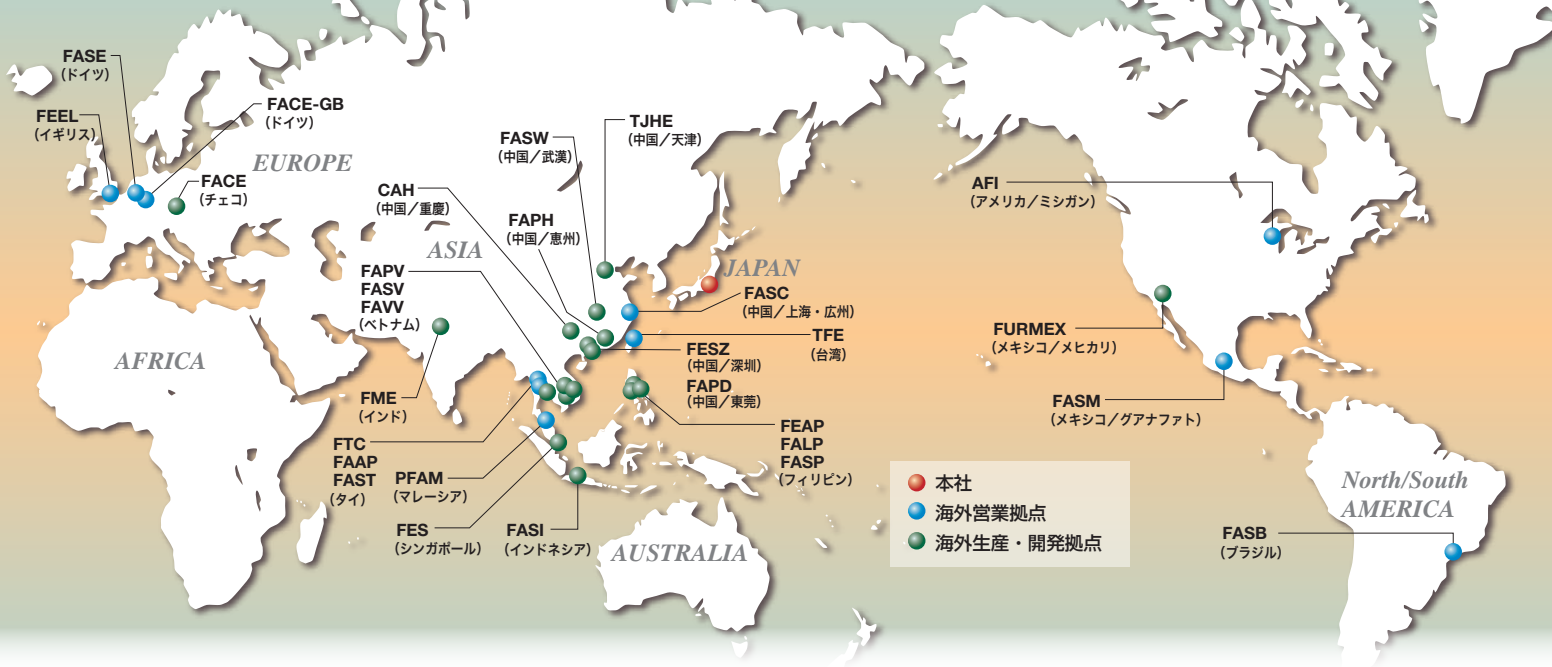 FASE
（ドイツ）
FEEL
（イギリス）
FACE-GB
（ドイツ）
EUROPE
FACE
（チェコ）
TJHE
（中国／天津）
FASW
（中国／武漢）
CAH
（中国／重慶）
FAPH
（中国／恵州）
ASIA
JAPAN
FAPV
FASV
FAVV
（ベトナム）
FASC
（中国／上海・広州）
TFE
（台湾）
FESZ
（中国／深圳）
FAPD
（中国／東莞）
AFRICA
FME
（インド）
FTC
FAAP
FAST
（タイ）
PFAM
（マレーシア）
FES
（シンガポール）
FASI
（インドネシア）
FEAP
FALP
FASP
（フィリピン）
AUSTRALIA
AFI
（アメリカ／ミシガン）
FURMEX
（メキシコ／メヒカリ）
FASM
（メキシコ／グアナファト）
North/South
AMERICA
FASB
（ブラジル）
本社
海外営業拠点
海外生産・開発拠点